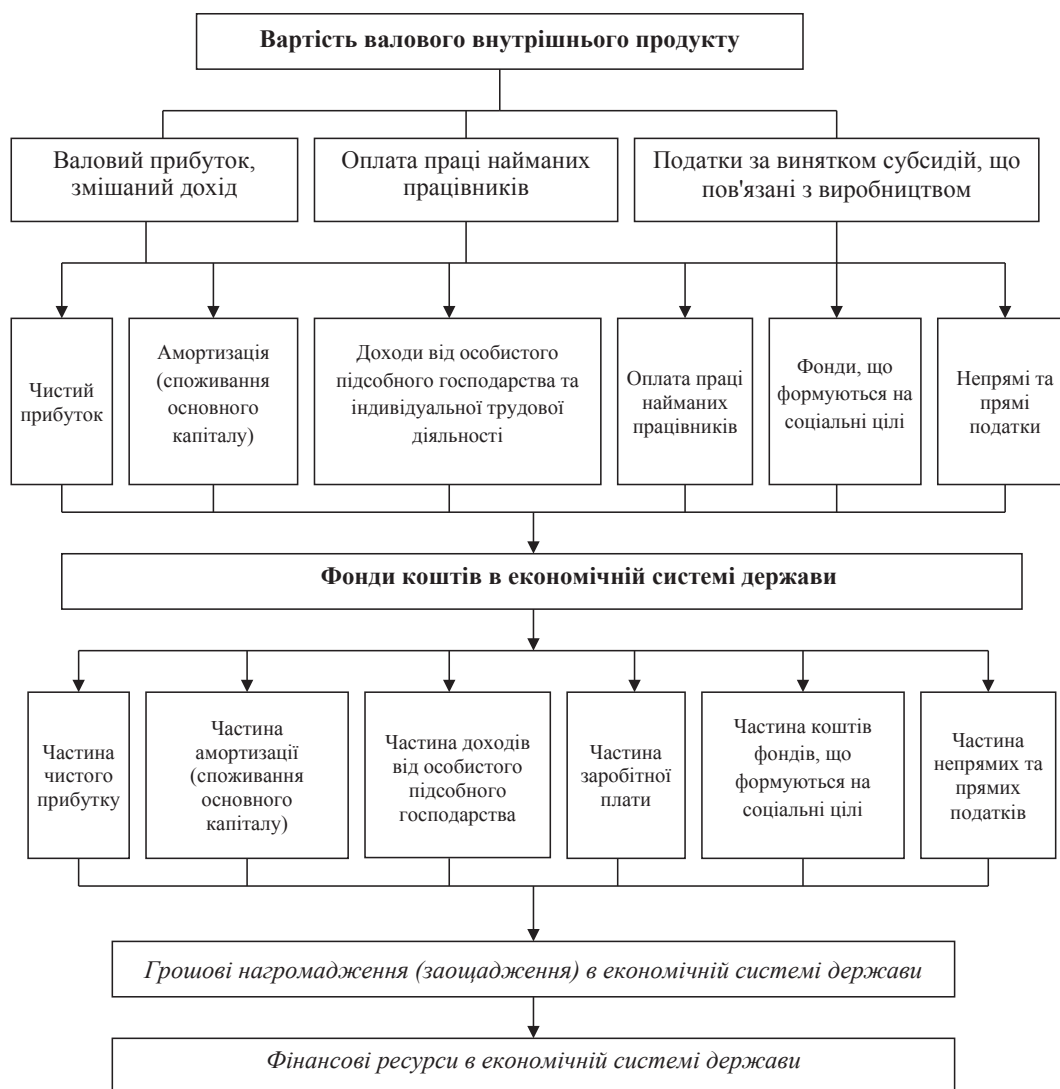 Вартість валового внутрішнього продукту
Валовий прибуток,
змішаний дохід
Оплата праці найманих
працівників
Податки за винятком субсидій, що
пов'язані з виробництвом
Чистий
прибуток
Амортизація
(споживання
основного
капіталу)
Доходи від особистого
підсобного господарства та
індивідуальної трудової
діяльності
Оплата праці
найманих
працівників
Фонди, що
формуються на
соціальні цілі
Непрямі та
прямі
податки
Фонди коштів в економічній системі держави
Частина
чистого
прибутку
Частина
амортизації
(споживання
основного
капіталу)
Частина доходів
від особистого
підсобного
господарства
Частина
заробітної
плати
Частина коштів
фондів, що
формуються на
соціальні цілі
Частина
непрямих та
прямих
податків
Грошові нагромадження (заощадження) в економічній системі держави
Фінансові ресурси в економічній системі держави